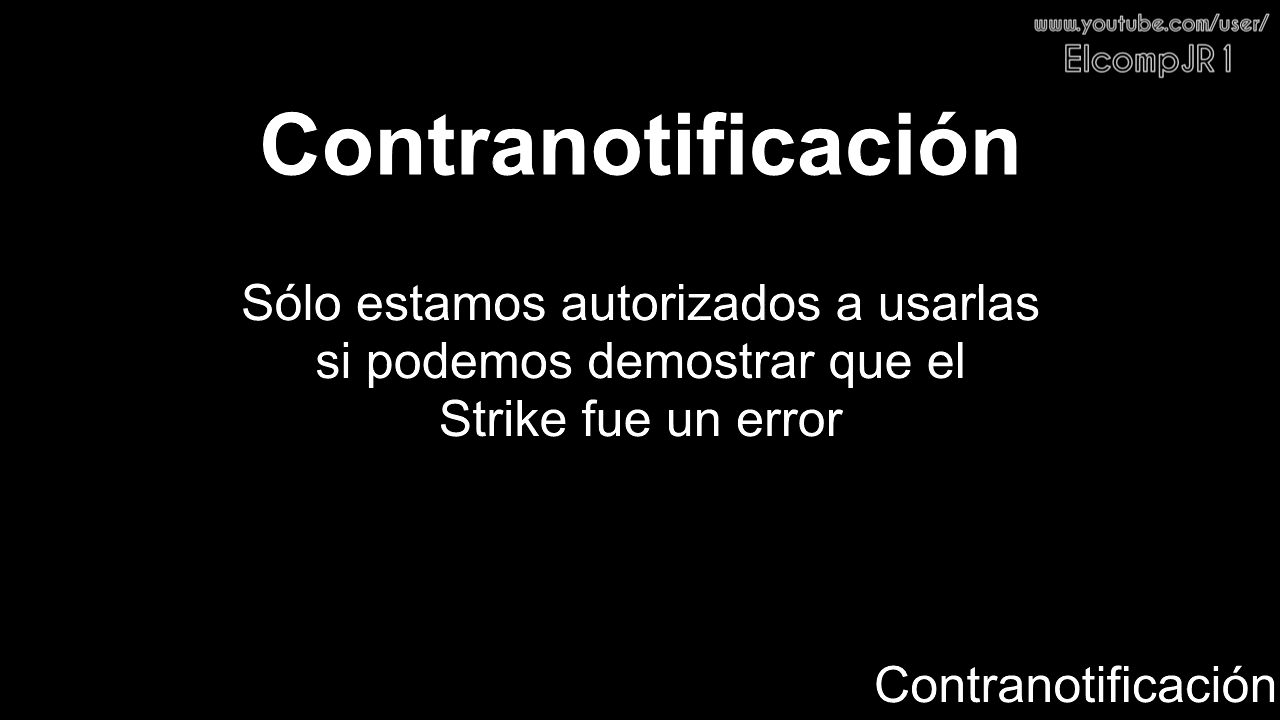 www.youtube.com/user/
ElcompJR1
Contranotificación
Sólo estamos autorizados a usarlas
si podemos demostrar que el
Strike fue un error
Contranotificación